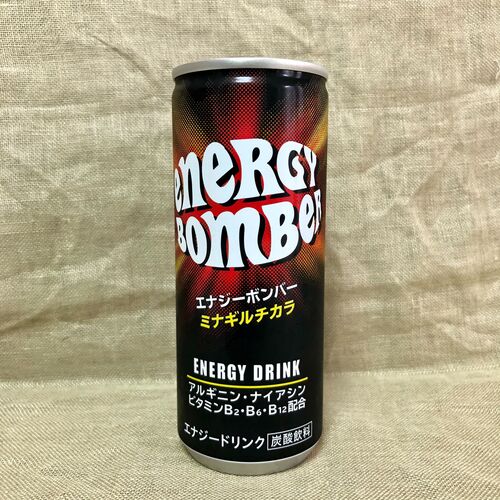 eneRGY
BOMBER
エナジーボンバー
ミナギルチカラ
ENERGY DRINK
アルギニン・ナイアシン
ビタミンB2・B6・B12配合
エナジードリンク 炭酸飲料